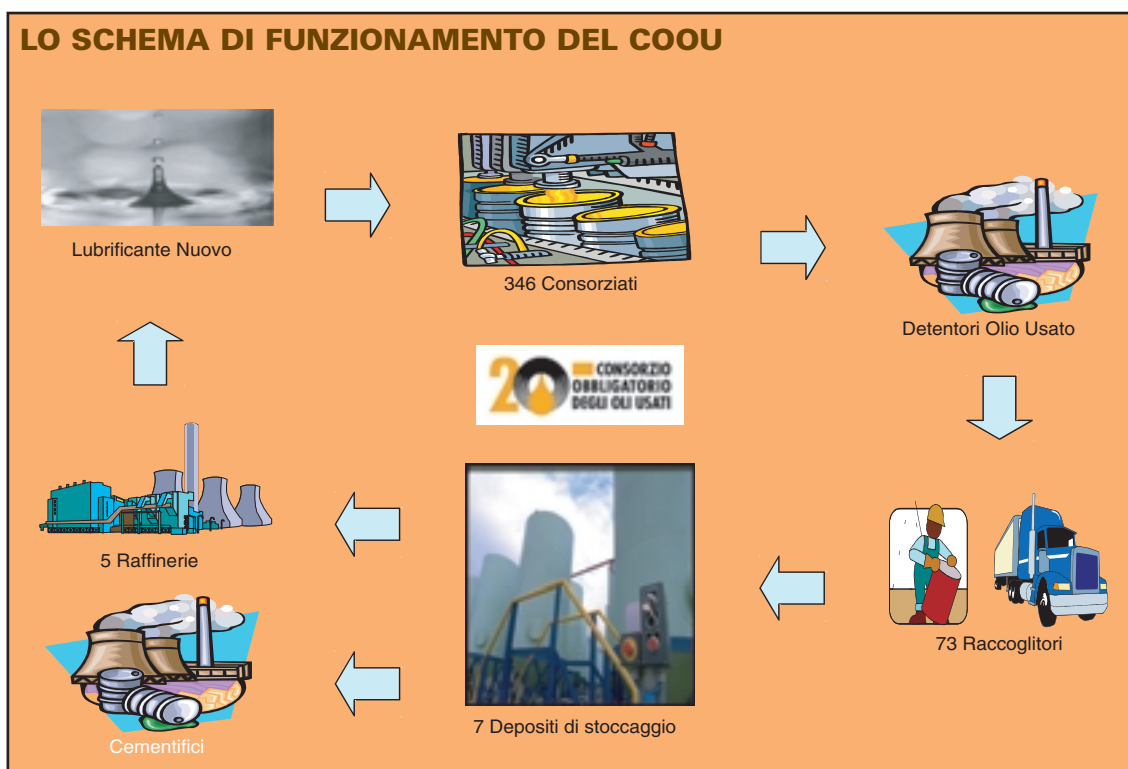 LO SCHEMA DI FUNZIONAMENTO DEL COOU
Lubrificante Nuovo
346 Consorziati
Detentori Olio Usato
20 CONSORZIO
OBBLIGATORIO
DEGLI OLI USATI
5 Raffinerie
73 Raccoglitori
7 Depositi di stoccaggio
Cementifici